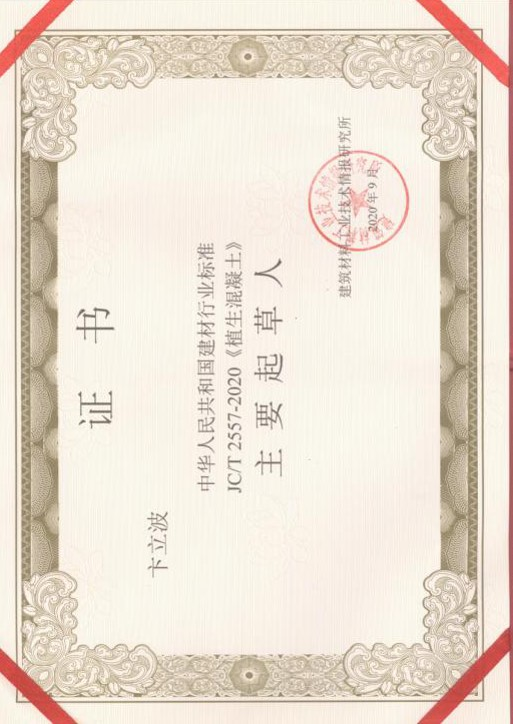 证书
卞立波
中华人民共和国建材行业标准
JC/T 2557-2020《植生混凝土》
主要起草人
建筑材料工业技术情报研究所
2020年9月